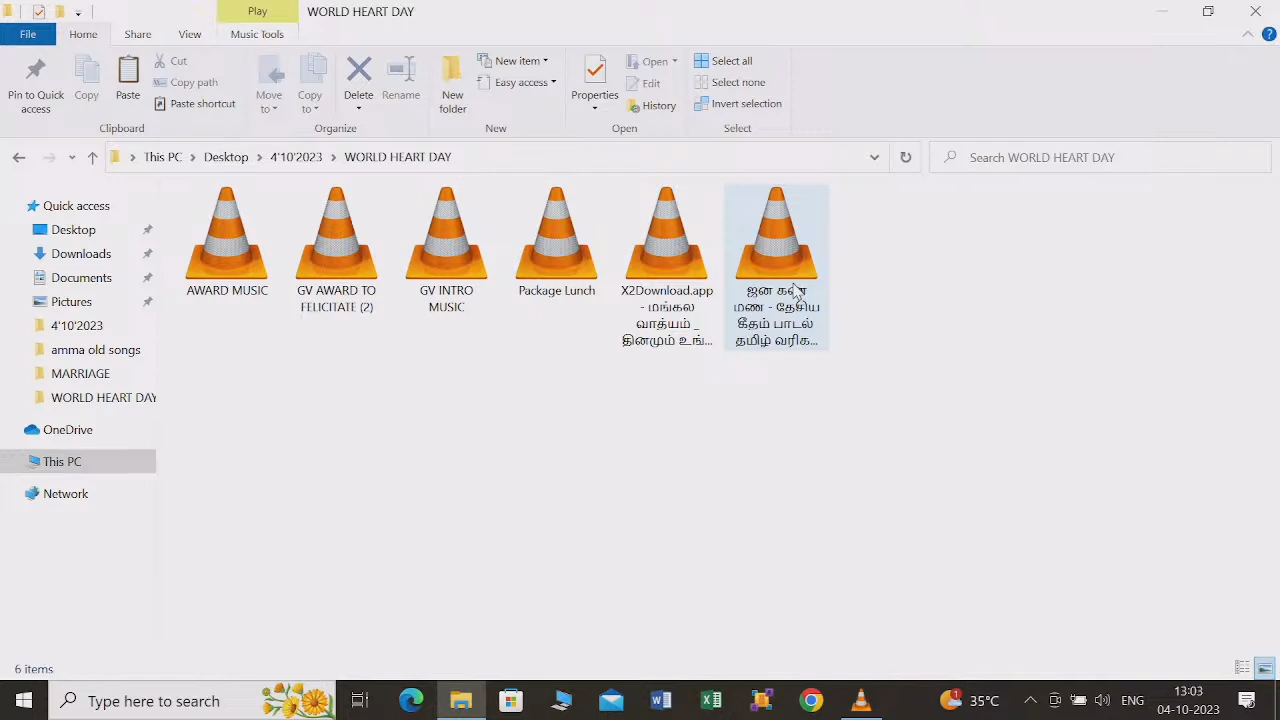 Play
WORLD HEART DAY
File
Home
Share
View
Music Tools
Pin to Quick access
Copy
Paste
Cut
Copy path
Paste shortcut
Clipboard
Move to
Copy to
Delete
Rename
Organize
New folder
New item
Easy access
New
Properties
Open
Edit
History
Open
Select all
Select none
Invert selection
Select
This PC
Desktop
4'10'2023
WORLD HEART DAY
Search WORLD HEART DAY
Quick access
Desktop
Downloads
Documents
Pictures
4'10'2023
amma old songs
MARRIAGE
WORLD HEART DAY
OneDrive
This PC
Network
AWARD MUSIC
GV AWARD TO
FELICITATE (2)
GV INTRO
MUSIC
Package Lunch
X2Download.app
- மங்கல
வாத்யம் _
தினமும் உங்...
ஜன கண
மண - தேசிய
கீதம் பாடல்
தமிழ் வரிக...
6 items
Type here to search
1
35°C
ENG
13:03
04-10-2023